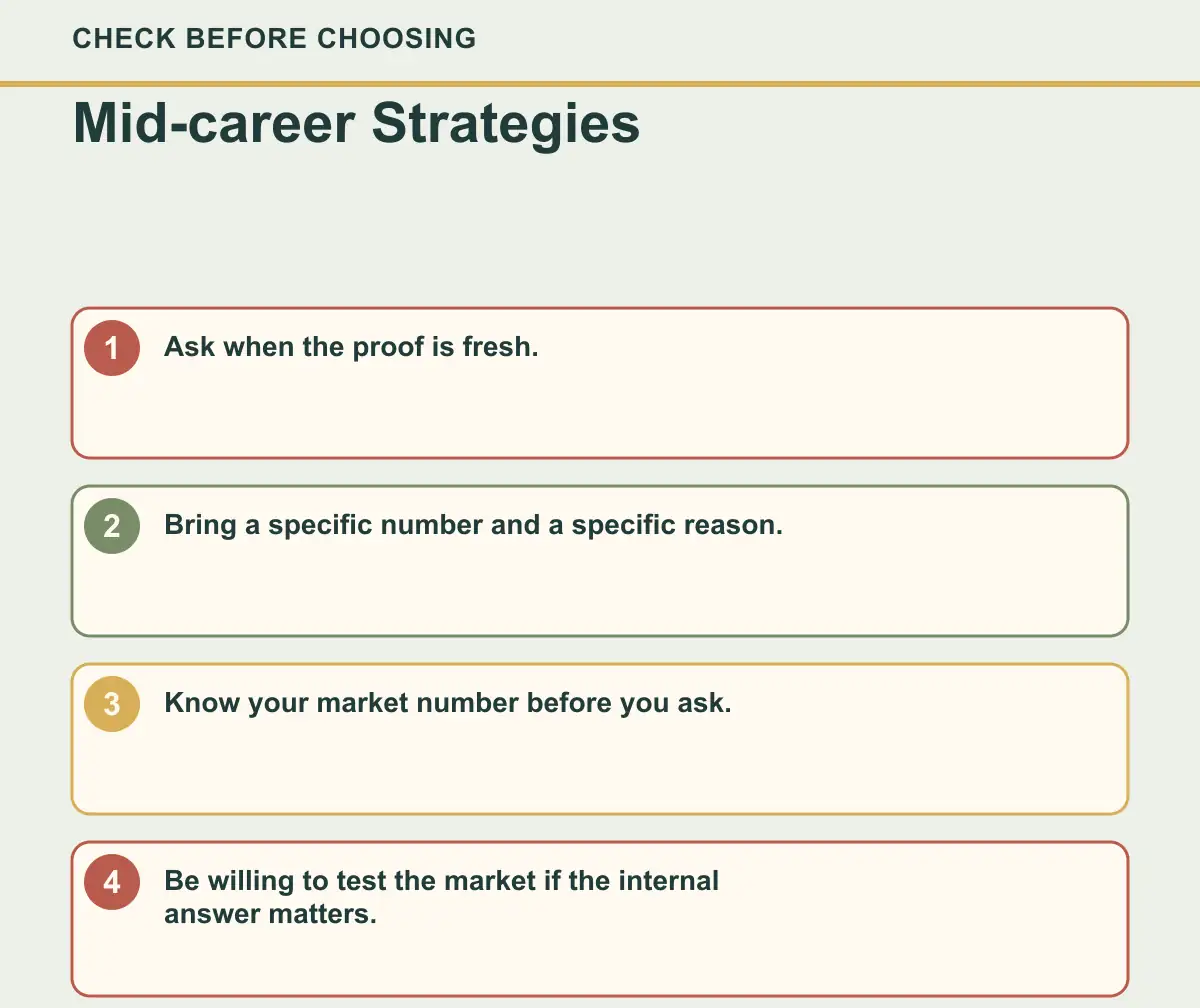 CHECK BEFORE CHOOSING
Mid-career Strategies
1
Ask when the proof is fresh.
2
Bring a specific number and a specific reason.
3
Know your market number before you ask.
4
Be willing to test the market if the internal
answer matters.